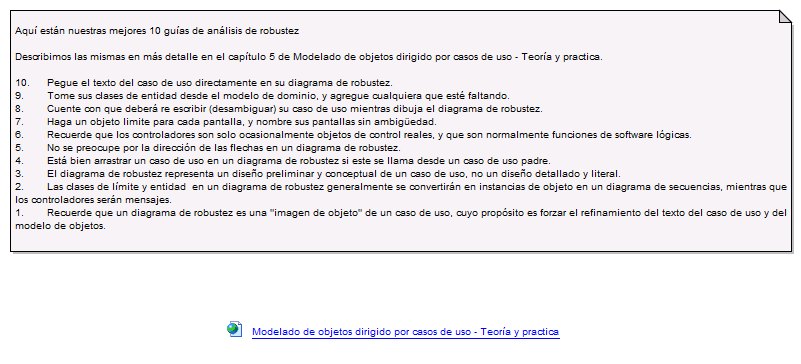 Aquí están nuestras mejores 10 guías de análisis de robustez
Describimos las mismas en más detalle en el capítulo 5 de Modelado de objetos dirigido por casos de uso - Teoría y practica.
10. Pegue el texto del caso de uso directamente en su diagrama de robustez.
9. Tome sus clases de entidad desde el modelo de dominio, y agregue cualquiera que esté faltando.
8. Cuente con que deberá re escribir (desambiguar) su caso de uso mientras dibuja el diagrama de robustez.
7. Haga un objeto limite para cada pantalla, y nombre sus pantallas sin ambigüedad.
6. Recuerde que los controladores son solo ocasionalmente objetos de control reales, y que son normalmente funciones de software lógicas.
5. No se preocupe por la dirección de las flechas en un diagrama de robustez.
4. Está bien arrastrar un caso de uso en un diagrama de robustez si este se llama desde un caso de uso padre.
3. El diagrama de robustez representa un diseño preliminar y conceptual de un caso de uso, no un diseño detallado y literal.
2. Las clases de límite y entidad en un diagrama de robustez generalmente se convertirán en instancias de objeto en un diagrama de secuencias, mientras que
los controladores serán mensajes.
1. Recuerde que un diagrama de robustez es una "imagen de objeto" de un caso de uso, cuyo propósito es forzar el refinamiento del texto del caso de uso y del
modelo de objetos.
Modelado de objetos dirigido por casos de uso - Teoría y practica